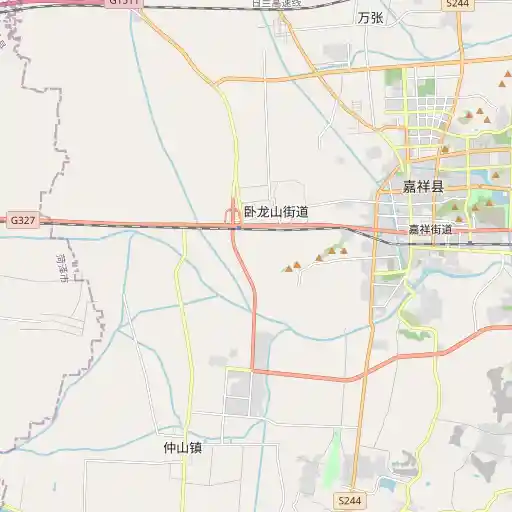 G1511
日兰高速线
S244
万张
嘉祥县
G327
卧龙山街道
嘉祥街道
菏泽市
仲山镇
S244